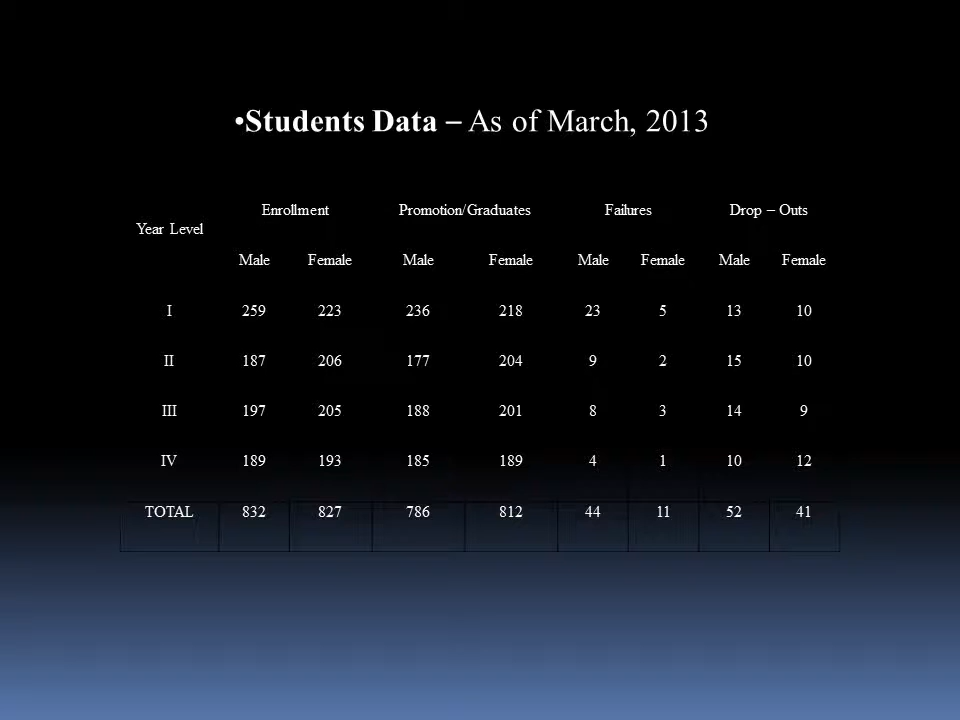 •Students Data – As of March, 2013
Year Level Enrollment Promotion/Graduates Failures Drop – Outs
Male Female Male Female Male Female Male Female
I 259 223 236 218 23 5 13 10
II 187 206 177 204 9 2 15 10
III 197 205 188 201 8 3 14 9
IV 189 193 185 189 4 1 10 12
TOTAL 832 827 786 812 44 11 52 41